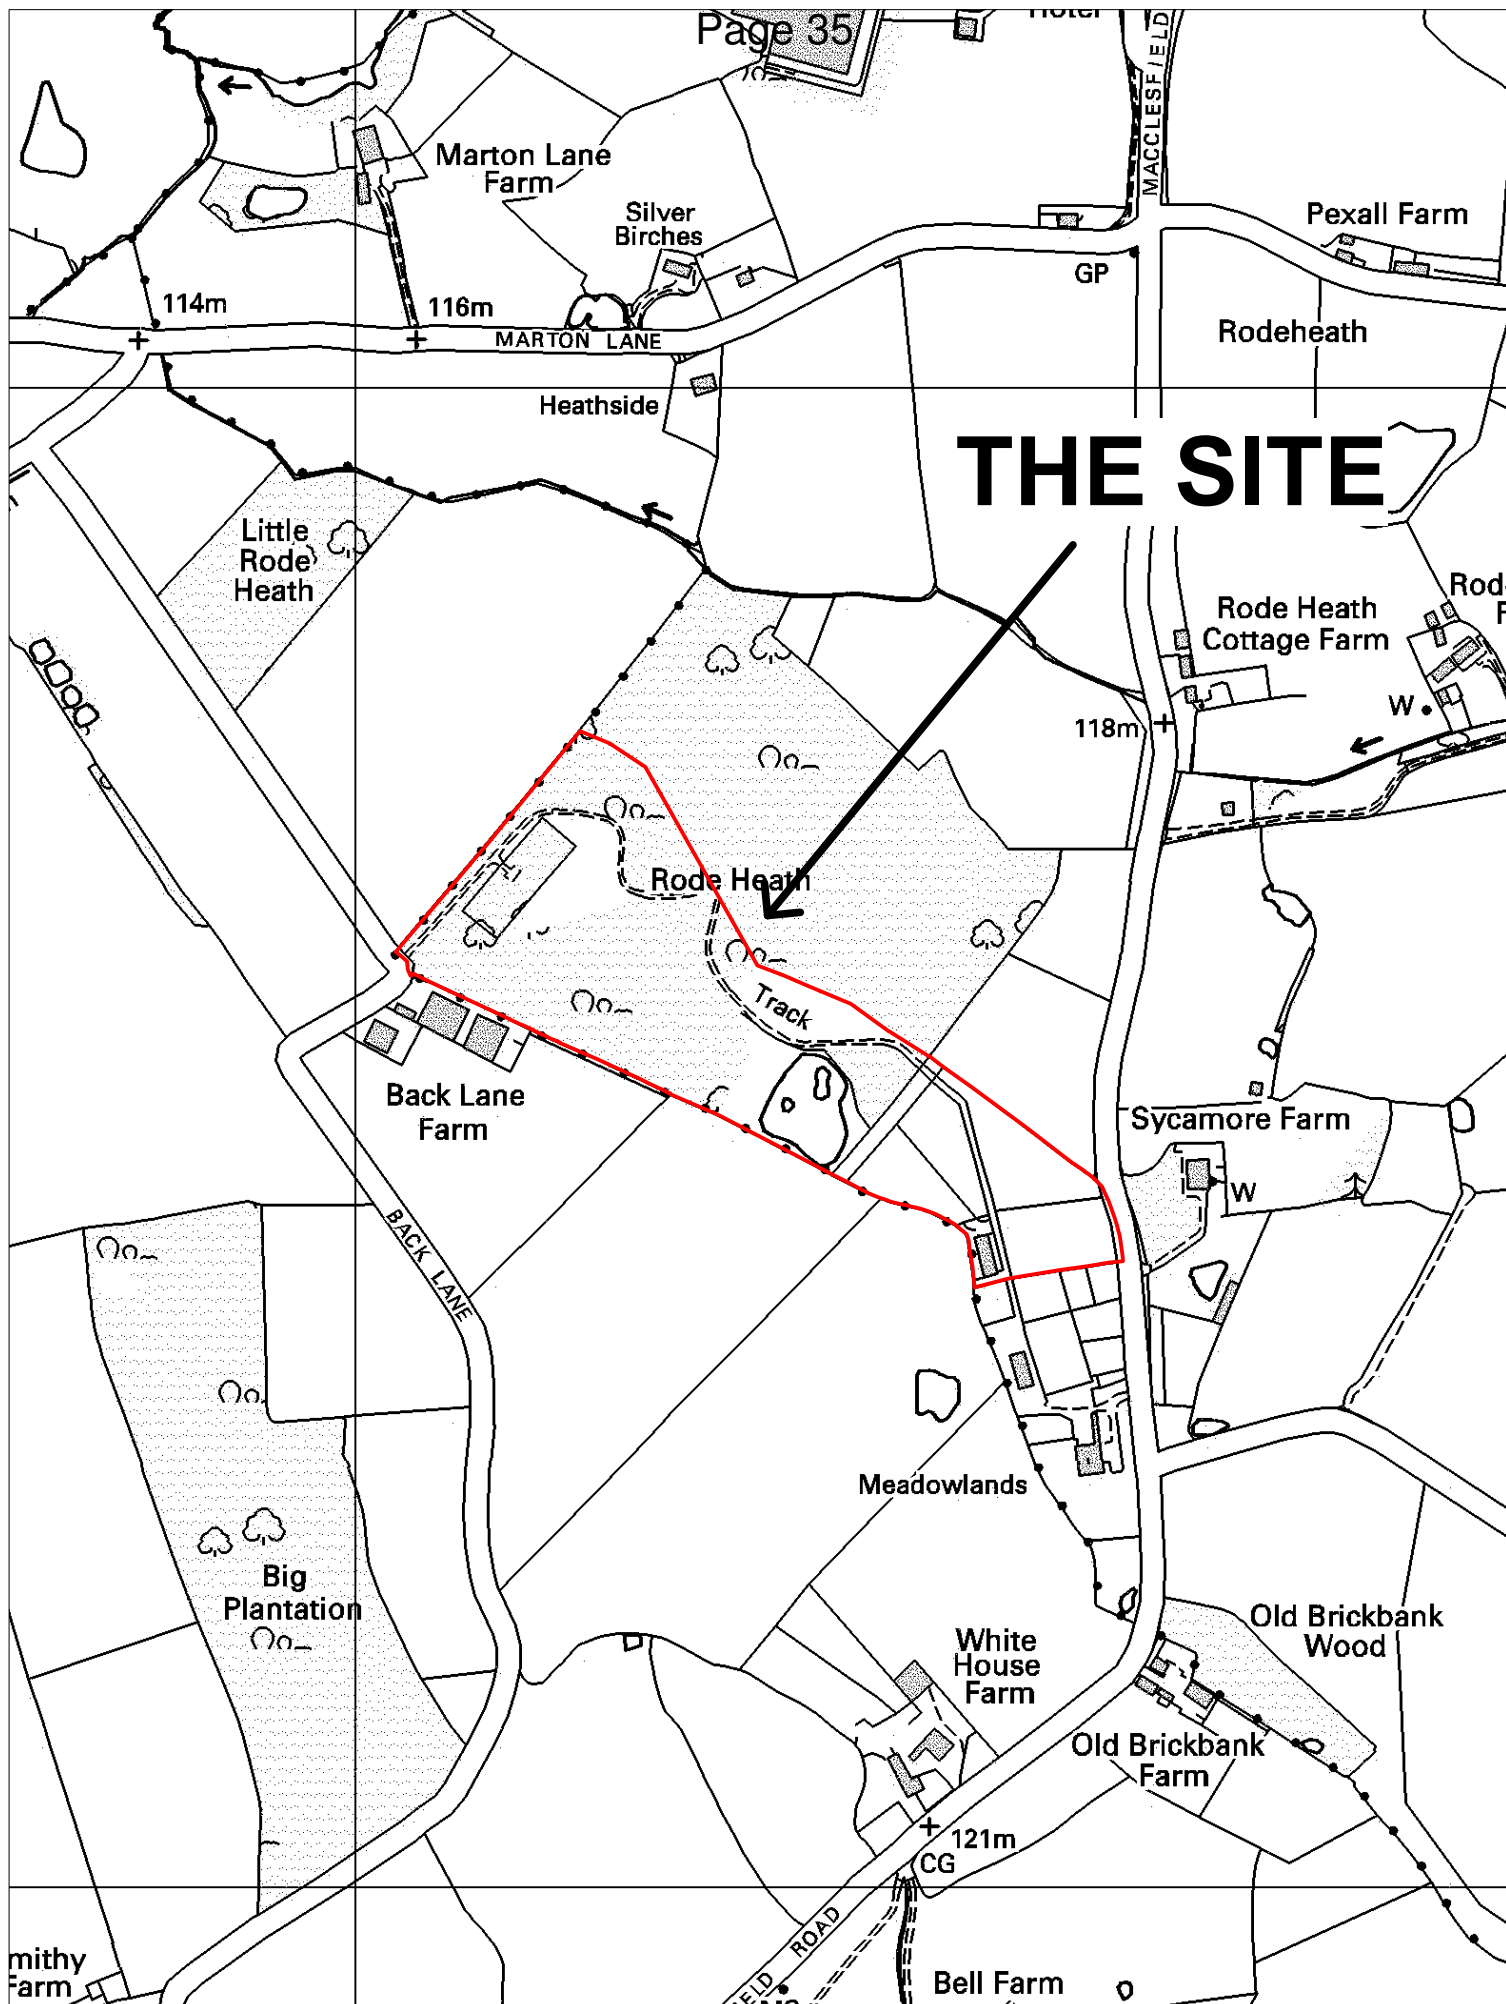 Page 35
MACCLESFIELD
Marton Lane
Farm
Silver
Birches
Pexall Farm
GP
114m
116m
MARTON LANE
Rodeheath
Heathside
THE SITE
Little
Rode
Heath
Rode Heath
Cottage Farm
W
118m
Rode Heath
Track
Back Lane
Farm
Sycamore Farm
W
BACK LANE
Meadowlands
Big
Plantation
Old Brickbank
Wood
White
House
Farm
Old Brickbank
Farm
121m
CG
ROAD
mithy
Farm
Bell Farm